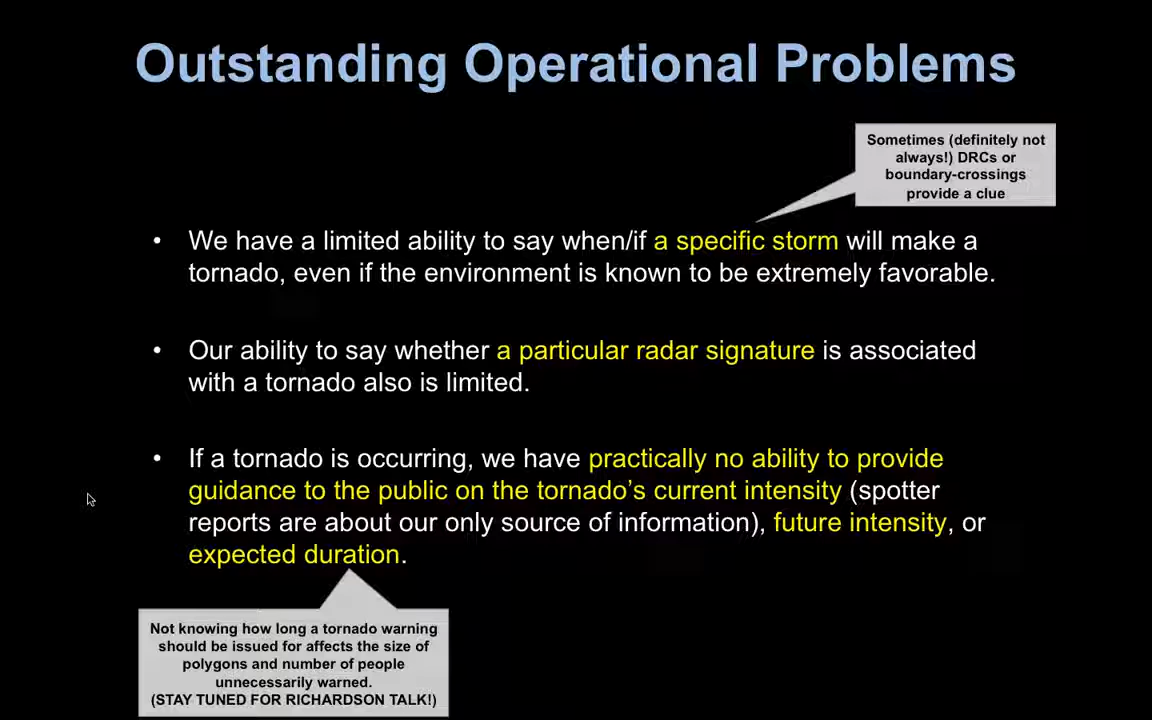 Outstanding Operational Problems
Sometimes (definitely not
always!) DRCs or
boundary-crossings
provide a clue
• We have a limited ability to say when/if a specific storm will make a
tornado, even if the environment is known to be extremely favorable.
• Our ability to say whether a particular radar signature is associated
with a tornado also is limited.
• If a tornado is occurring, we have practically no ability to provide
guidance to the public on the tornado’s current intensity (spotter
reports are about our only source of information), future intensity, or
expected duration.
Not knowing how long a tornado warning
should be issued for affects the size of
polygons and number of people
unnecessarily warned.
(STAY TUNED FOR RICHARDSON TALK!)